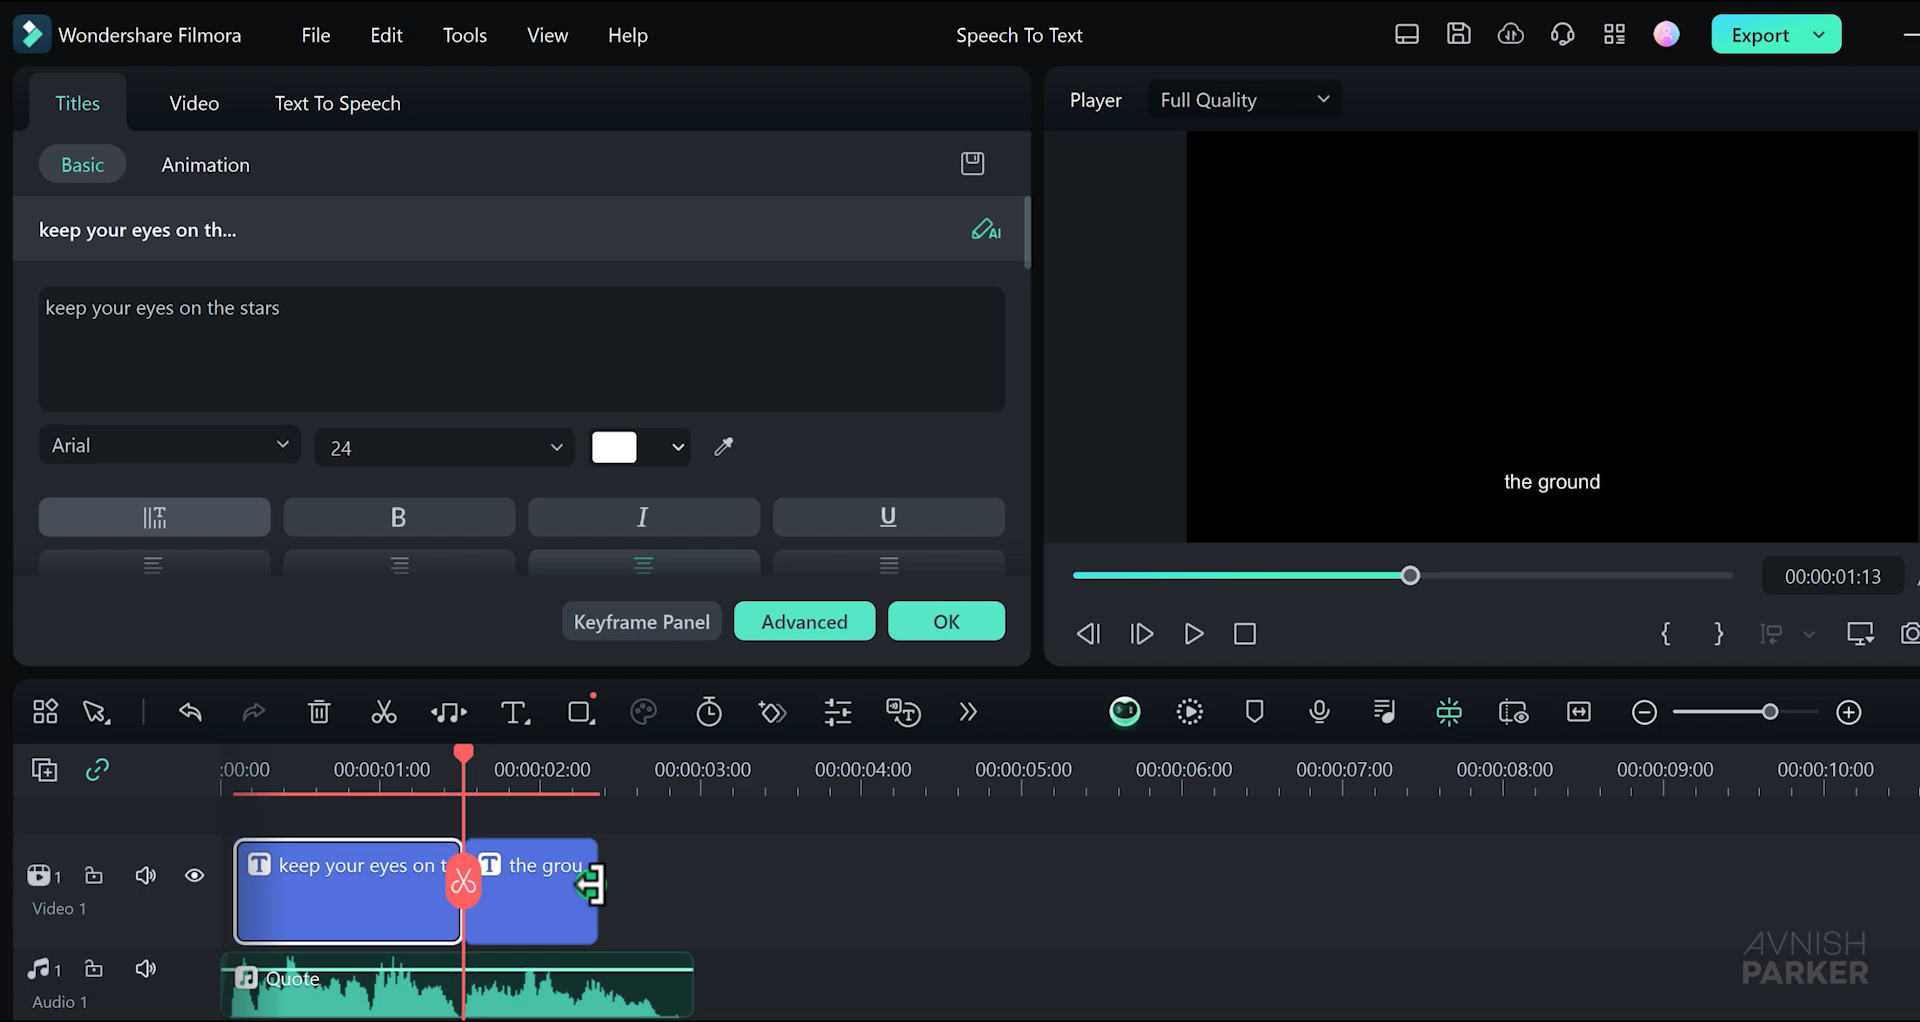 Wondershare Filmora
File Edit Tools View Help
Speech To Text
Export
Titles Video Text To Speech
Basic Animation
keep your eyes on th...
AI
keep your eyes on the stars
Arial
24
B I U
Keyframe Panel Advanced OK
Player Full Quality
the ground
00:00:01:13
:00:00 00:00:01:00 00:00:02:00 00:00:03:00 00:00:04:00 00:00:05:00 00:00:06:00 00:00:07:00 00:00:08:00 00:00:09:00 00:00:10:00
T keep your eyes on t T the grou
1
Video 1
Quote
1
Audio 1
AVNISH
PARKER